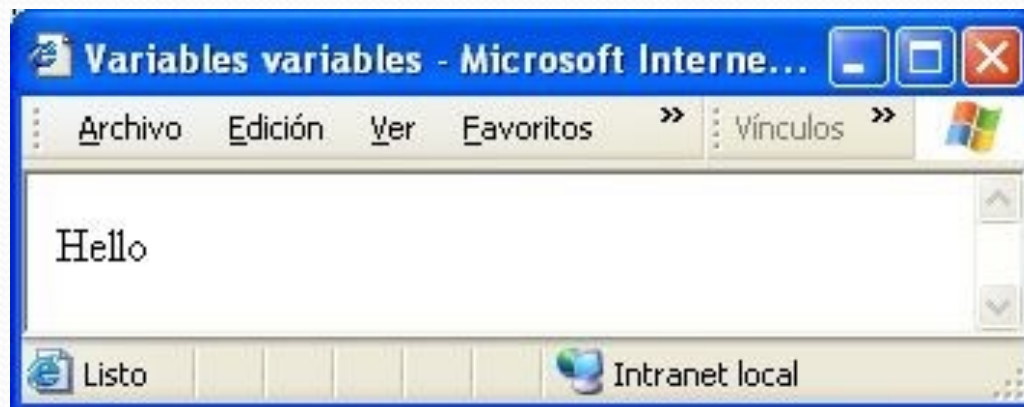 Variables variables - Microsoft Interne...
Archivo Edición Ver Favoritos » Vínculos »
Hello
Listo Intranet local